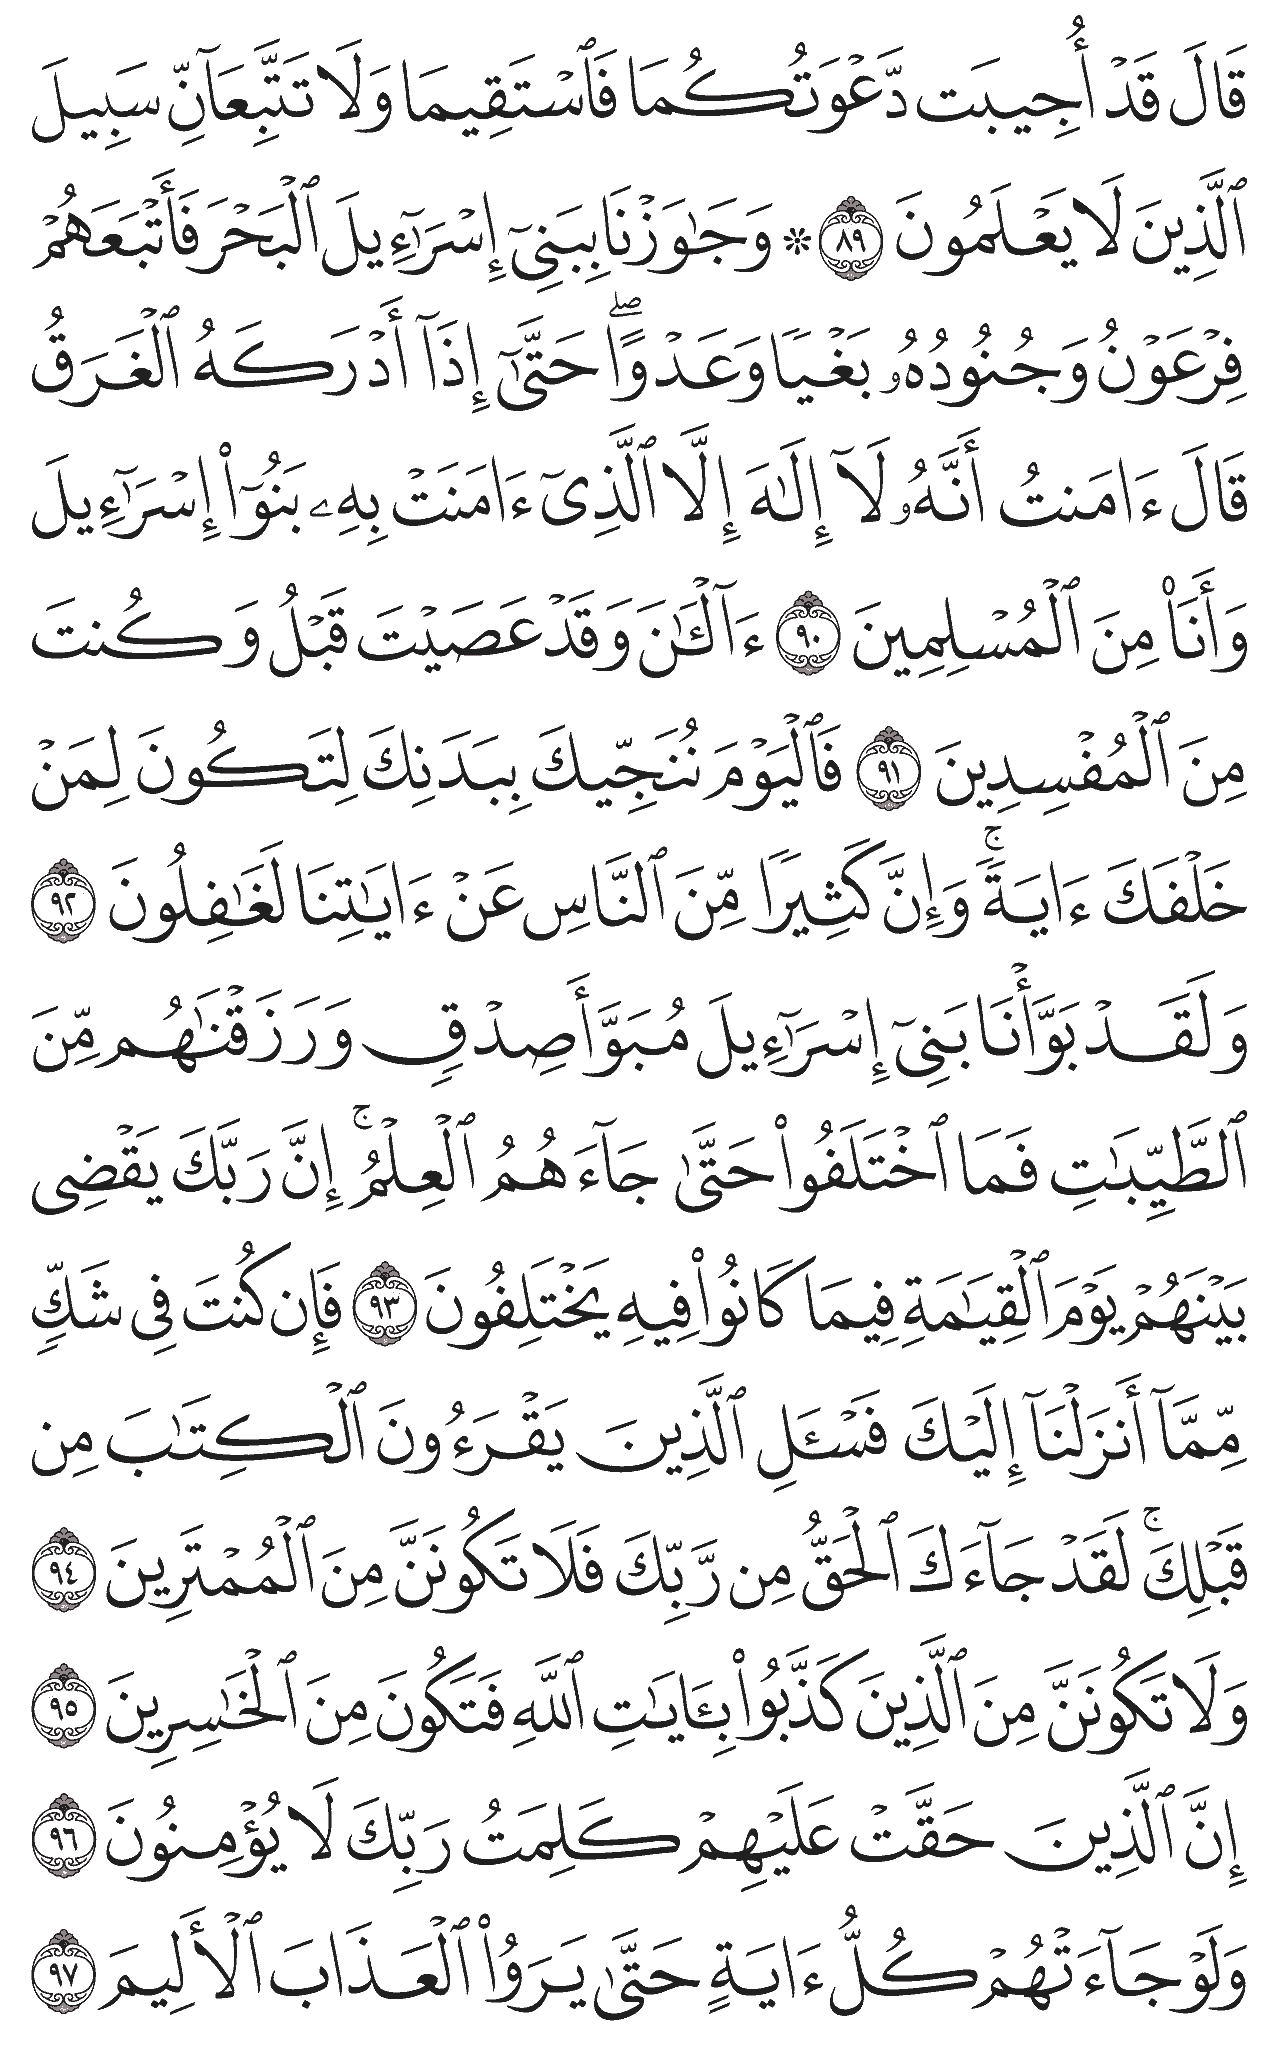 قَالَ قَدْ أُجِيبَت دَّعْوَتُكُمَا فَٱسْتَقِيمَا وَلَا تَتَّبِعَآنِّ سَبِيلَ
ٱلَّذِينَ لَا يَعْلَمُونَ ٨٩ ۞ وَجَٰوَزْنَا بِبَنِىٓ إِسْرَٰٓءِيلَ ٱلْبَحْرَ فَأَتْبَعَهُمْ
فِرْعَوْنُ وَجُنُودُهُۥ بَغْيًا وَعَدْوًا ۖ حَتَّىٰٓ إِذَآ أَدْرَكَهُ ٱلْغَرَقُ
قَالَ ءَامَنتُ أَنَّهُۥ لَآ إِلَٰهَ إِلَّا ٱلَّذِىٓ ءَامَنَتْ بِهِۦ بَنُوٓا۟ إِسْرَٰٓءِيلَ
وَأَنَا۠ مِنَ ٱلْمُسْلِمِينَ ٩٠ ءَآلْـَٰٔنَ وَقَدْ عَصَيْتَ قَبْلُ وَكُنتَ
مِنَ ٱلْمُفْسِدِينَ ٩١ فَٱلْيَوْمَ نُنَجِّيكَ بِبَدَنِكَ لِتَكُونَ لِمَنْ
خَلْفَكَ ءَايَةً ۚ وَإِنَّ كَثِيرًا مِّنَ ٱلنَّاسِ عَنْ ءَايَٰتِنَا لَغَٰفِلُونَ ٩٢
وَلَقَدْ بَوَّأْنَا بَنِىٓ إِسْرَٰٓءِيلَ مُبَوَّأَ صِدْقٍ وَرَزَقْنَٰهُم مِّنَ
ٱلطَّيِّبَٰتِ فَمَا ٱخْتَلَفُوا۟ حَتَّىٰ جَآءَهُمُ ٱلْعِلْمُ ۚ إِنَّ رَبَّكَ يَقْضِى
بَيْنَهُمْ يَوْمَ ٱلْقِيَٰمَةِ فِيمَا كَانُوا۟ فِيهِ يَخْتَلِفُونَ ٩٣ فَإِن كُنتَ فِى شَكٍّ
مِّمَّآ أَنزَلْنَآ إِلَيْكَ فَسْـَٔلِ ٱلَّذِينَ يَقْرَءُونَ ٱلْكِتَٰبَ مِن
قَبْلِكَ ۚ لَقَدْ جَآءَكَ ٱلْحَقُّ مِن رَّبِّكَ فَلَا تَكُونَنَّ مِنَ ٱلْمُمْتَرِينَ ٩٤
وَلَا تَكُونَنَّ مِنَ ٱلَّذِينَ كَذَّبُوا۟ بِـَٔايَٰتِ ٱللَّهِ فَتَكُونَ مِنَ ٱلْخَٰسِرِينَ ٩٥
إِنَّ ٱلَّذِينَ حَقَّتْ عَلَيْهِمْ كَلِمَتُ رَبِّكَ لَا يُؤْمِنُونَ ٩٦
وَلَوْ جَآءَتْهُمْ كُلُّ ءَايَةٍ حَتَّىٰ يَرَوُا۟ ٱلْعَذَابَ ٱلْأَلِيمَ ٩٧